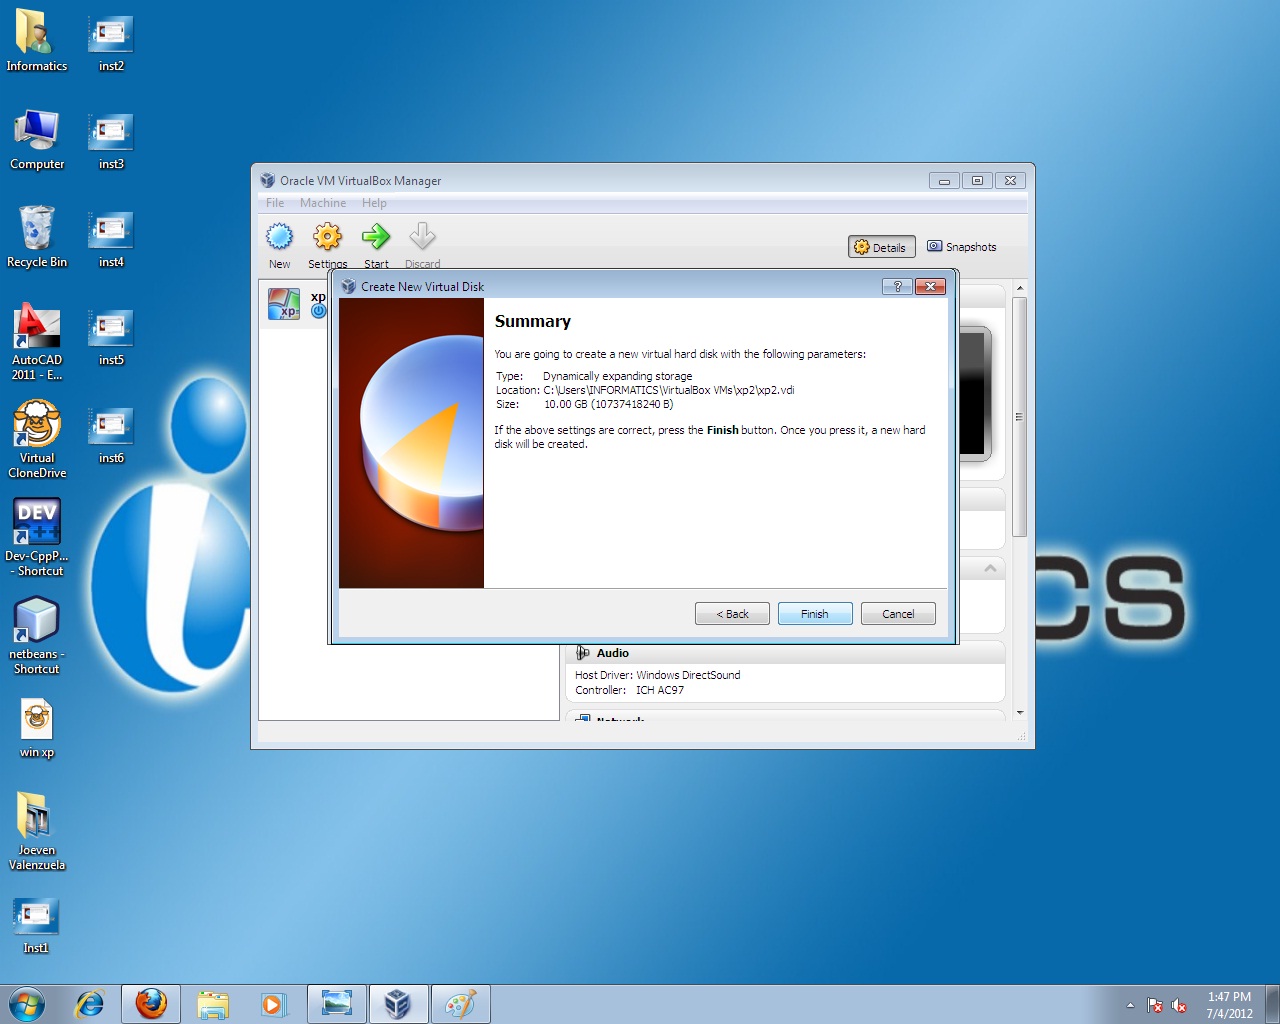 Informatics
inst2
Computer
inst3
Recycle Bin
inst4
AutoCAD
2011 - E...
inst5
Virtual
CloneDrive
inst6
DEV
C++
Dev-CppP...
- Shortcut
netbeans -
Shortcut
win xp
Joeven
Valenzuela
Inst1
Oracle VM VirtualBox Manager
File Machine Help
New Settings Start Discard
Details Snapshots
xp
xp
Create New Virtual Disk
Summary
You are going to create a new virtual hard disk with the following parameters:
Type: Dynamically expanding storage
Location: C:\Users\INFORMATICS\VirtualBox VMs\xp2\xp2.vdi
Size: 10.00 GB (10737418240 B)
If the above settings are correct, press the Finish button. Once you press it, a new hard
disk will be created.
< Back Finish Cancel
Audio
Host Driver: Windows DirectSound
Controller: ICH AC97
Network
i
cs
1:47 PM
7/4/2012